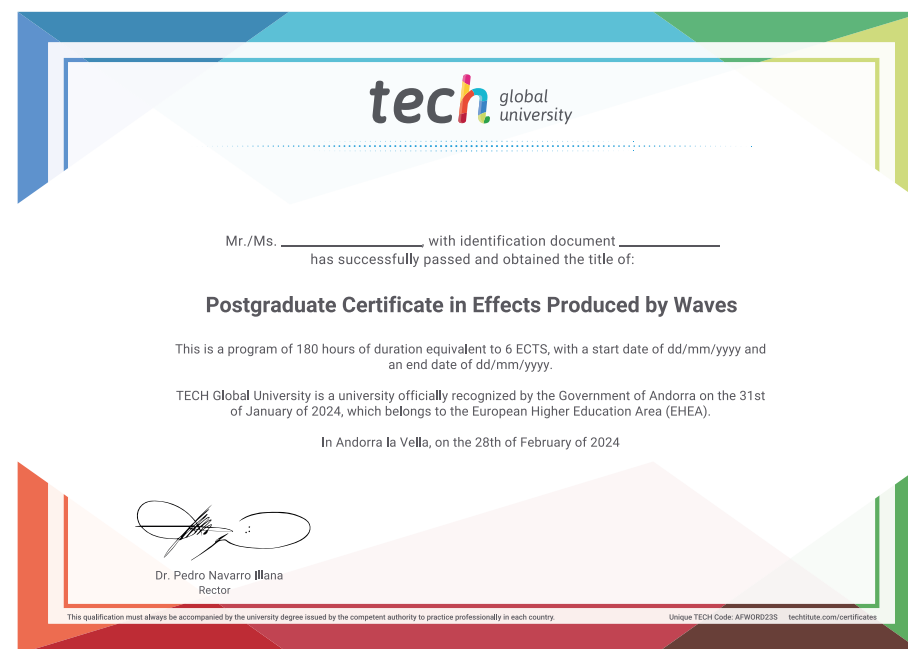 tech global
university
Mr./Ms. ____________, with identification document ____________
has successfully passed and obtained the title of:
Postgraduate Certificate in Effects Produced by Waves
This is a program of 180 hours of duration equivalent to 6 ECTS, with a start date of dd/mm/yyyy and
an end date of dd/mm/yyyy.
TECH Global University is a university officially recognized by the Government of Andorra on the 31st
of January of 2024, which belongs to the European Higher Education Area (EHEA).
In Andorra la Vella, on the 28th of February of 2024
Dr. Pedro Navarro Illana
Rector
This qualification must always be accompanied by the university degree issued by the competent authority to practice professionally in each country.
Unique TECH Code: AFWORD23S techtitute.com/certificates